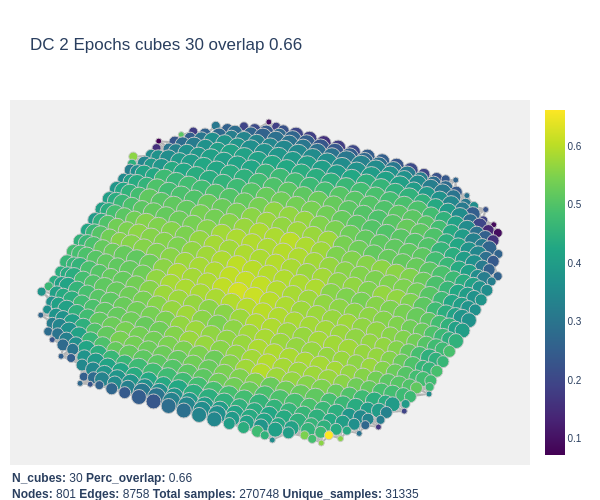 DC 2 Epochs cubes 30 overlap 0.66
0.6
0.5
0.4
0.3
0.2
0.1
N_cubes: 30 Perc_overlap: 0.66
Nodes: 801 Edges: 8758 Total samples: 270748 Unique_samples: 31335